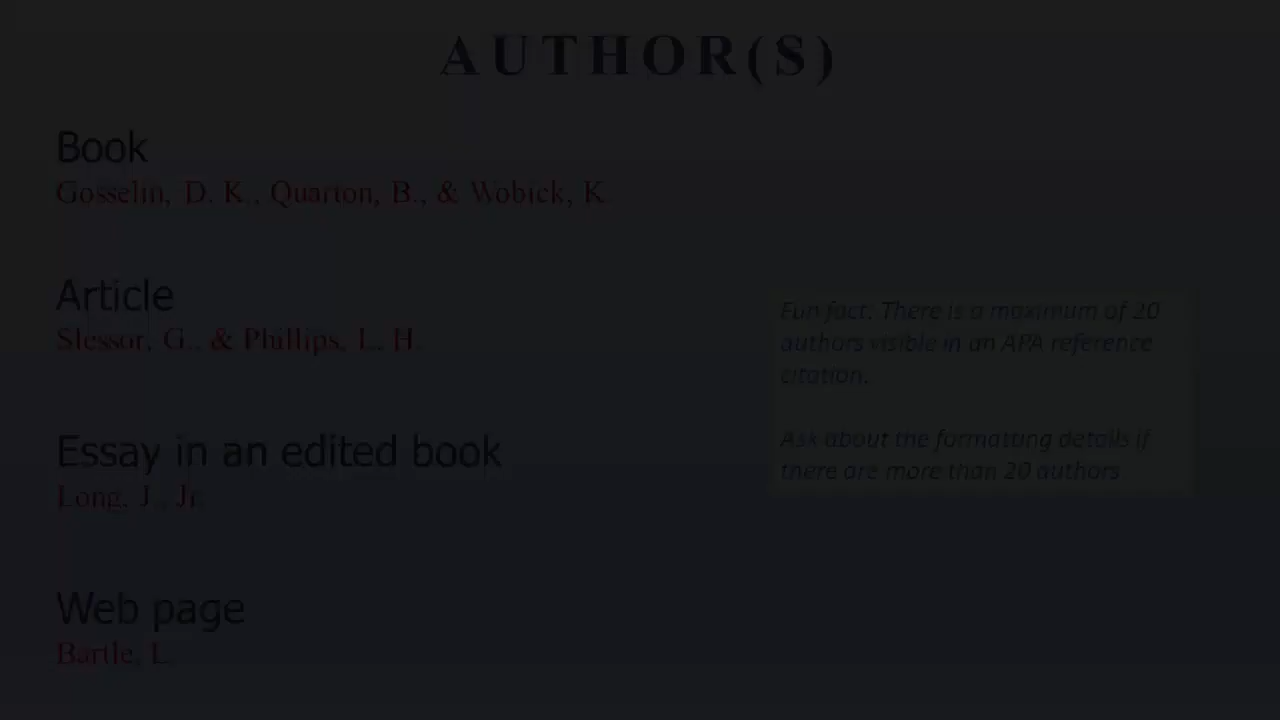 AUTHOR(S)
Book
Gosselin, D. K., Quarton, B., & Wobick, K.
Article
Slessor, G., & Phillips, L. H.
Fun fact: There is a maximum of 20
authors visible in an APA reference
citation.
Ask about the formatting details if
there are more than 20 authors
Essay in an edited book
Long, J., Jr.
Web page
Bartle, L.